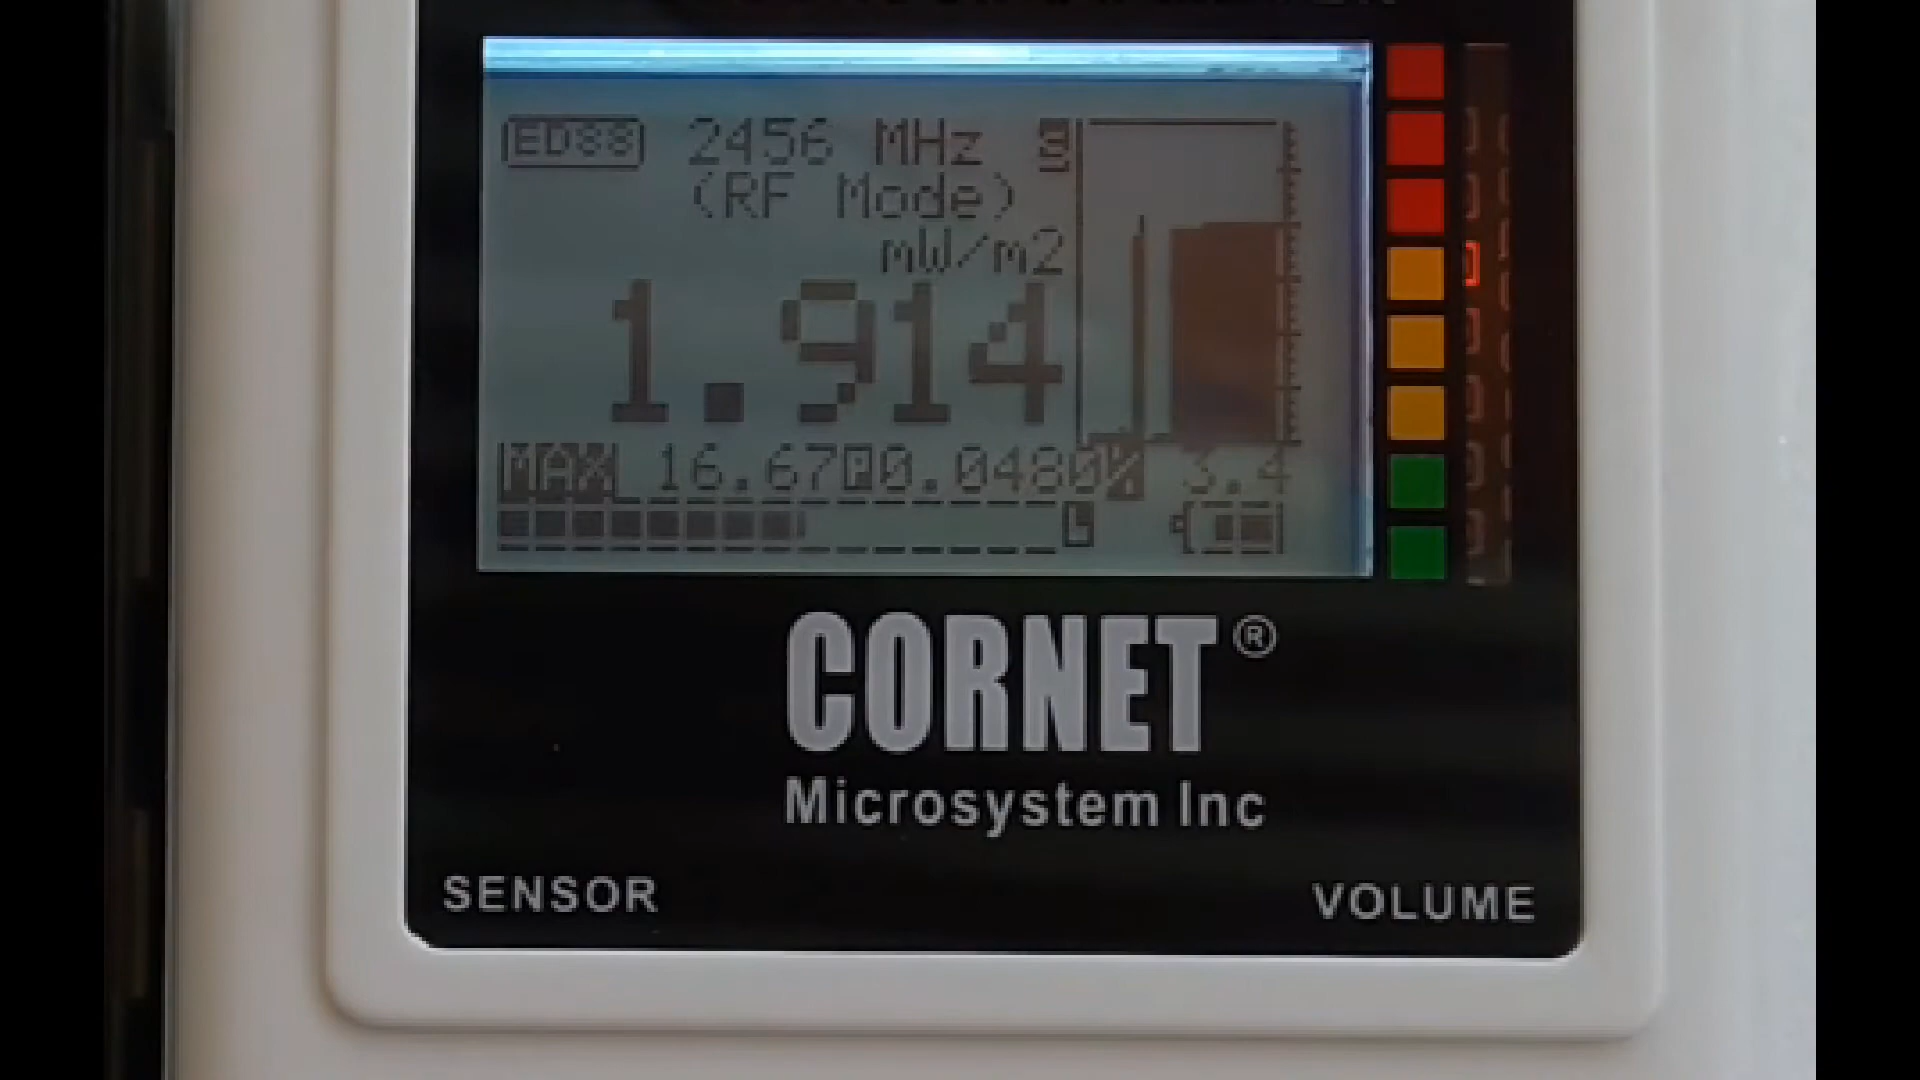 ED88 2456 MHz
(RF Mode)
mW/m2
1.914
MAX 16.67 P 0.0480% 3.4
L
CORNET®
Microsystem Inc
SENSOR
VOLUME